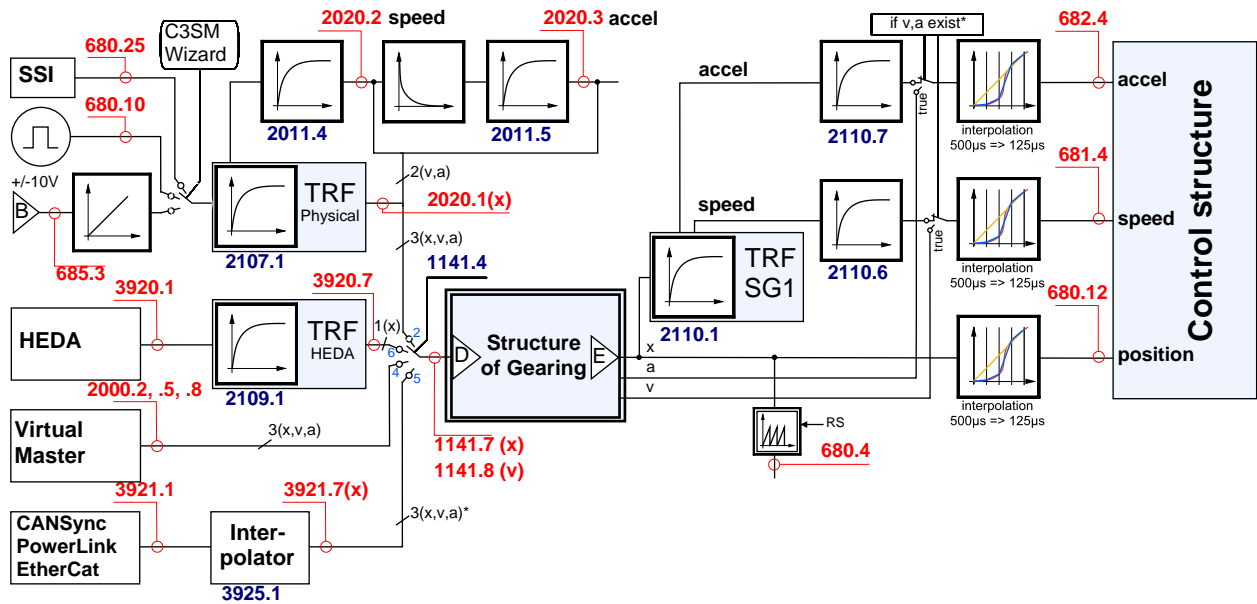 SSI
680.25
C3SM
Wizard
680.10
+/-10V
B
685.3
2020.2 speed
2020.3 accel
2011.4
2011.5
TRF
Physical
2107.1
2(v,a)
2020.1(x)
3(x,v,a)
1141.4
HEDA
3920.1
TRF
HEDA
2109.1
3920.7
1(x)
2
6
4
5
2000.2, .5, .8
Virtual
Master
3(x,v,a)
1141.7 (x)
1141.8 (v)
CANSync
PowerLink
EtherCat
3921.1
Inter-
polator
3925.1
3921.7(x)
3(x,v,a)*
D
Structure
of Gearing
E
x
a
v
TRF
SG1
2110.1
accel
speed
2110.7
2110.6
if v,a exist*
true
true
interpolation
500µs => 125µs
interpolation
500µs => 125µs
interpolation
500µs => 125µs
RS
680.4
682.4
accel
681.4
speed
680.12
position
Control structure